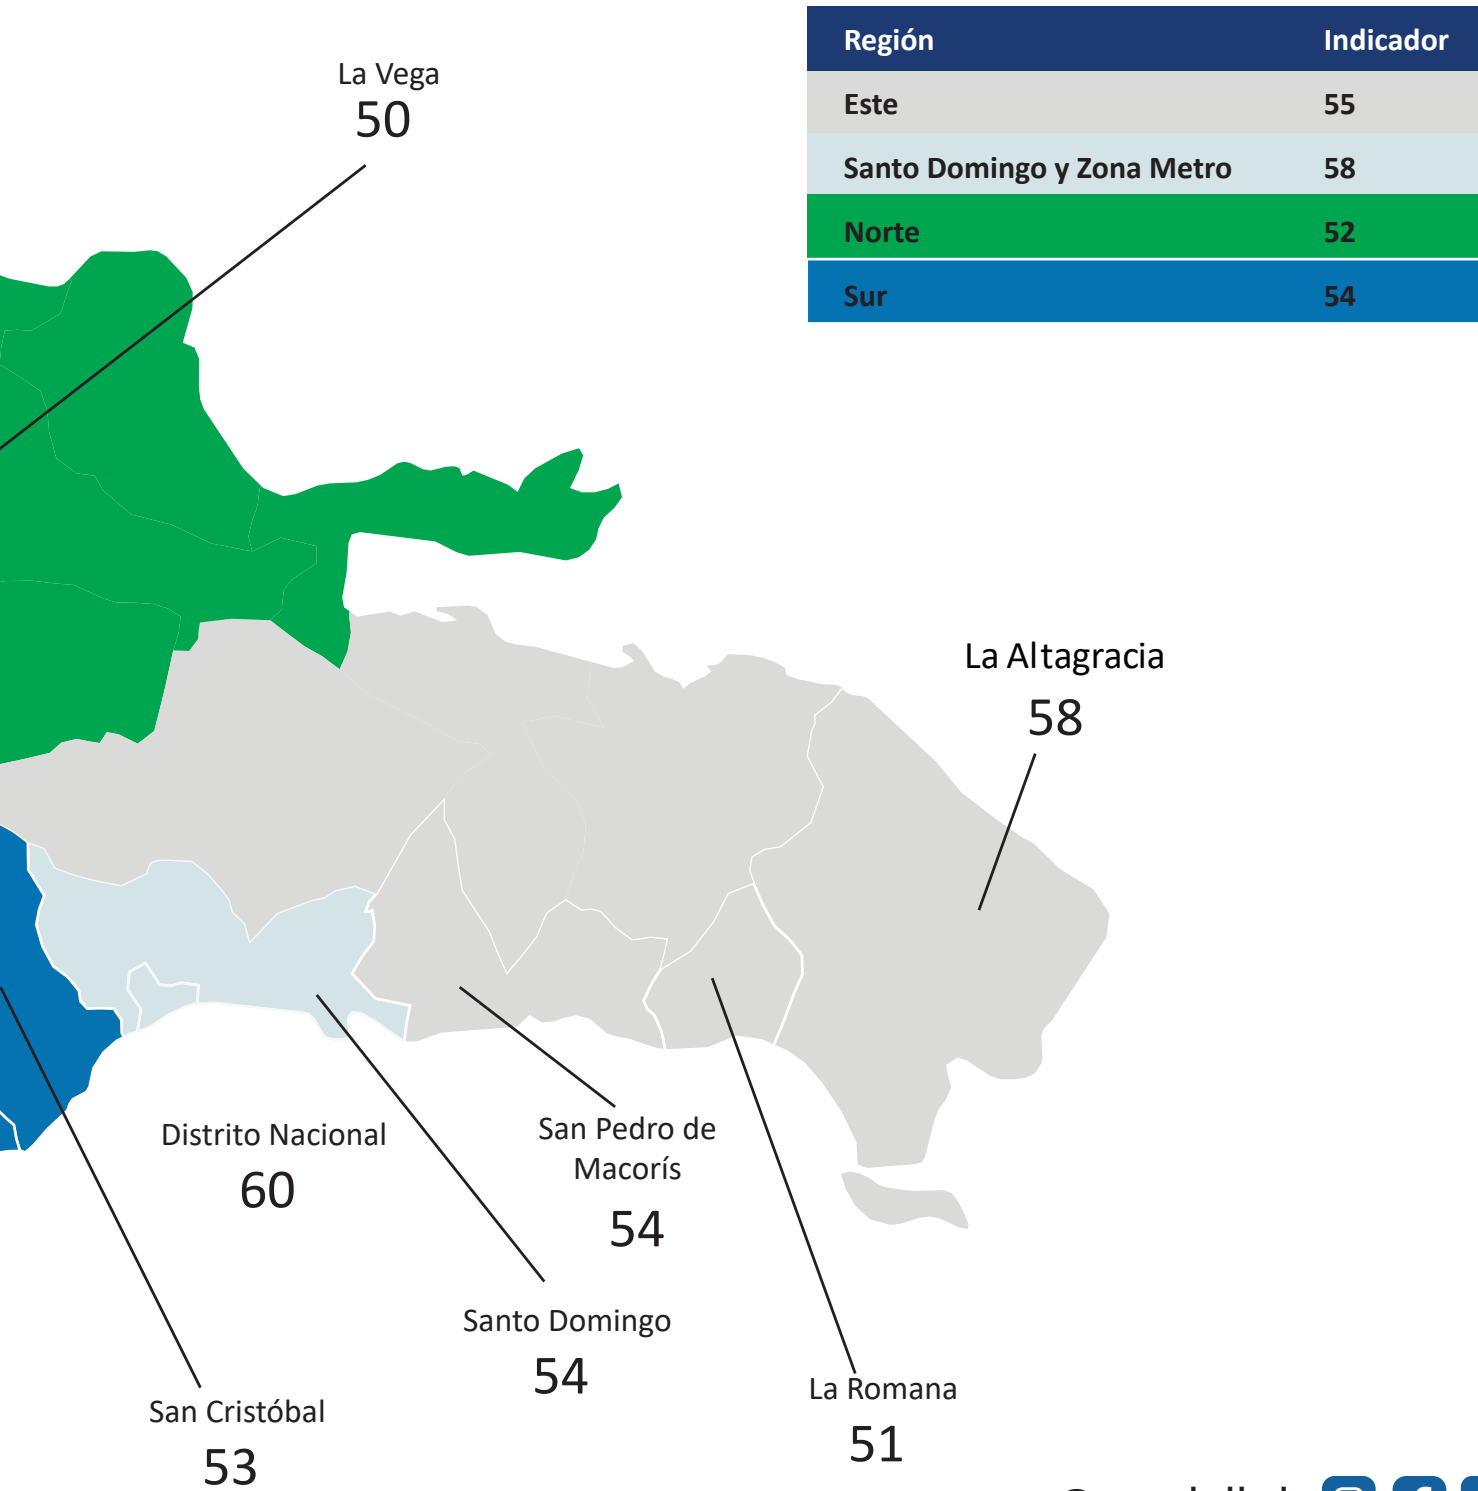 Región Indicador
Este 55
Santo Domingo y Zona Metro 58
Norte 52
Sur 54
La Vega
50
La Altagracia
58
Distrito Nacional
60
San Pedro de
Macorís
54
Santo Domingo
54
La Romana
51
San Cristóbal
53